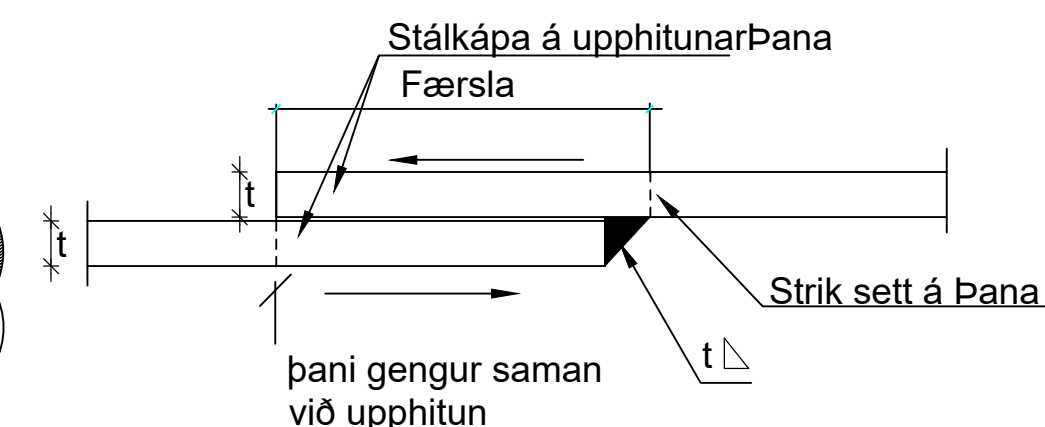 Stálkápa á upphitunarÞana
Færsla
t
t
Strik sett á Þana
t
þani gengur saman
við upphitun